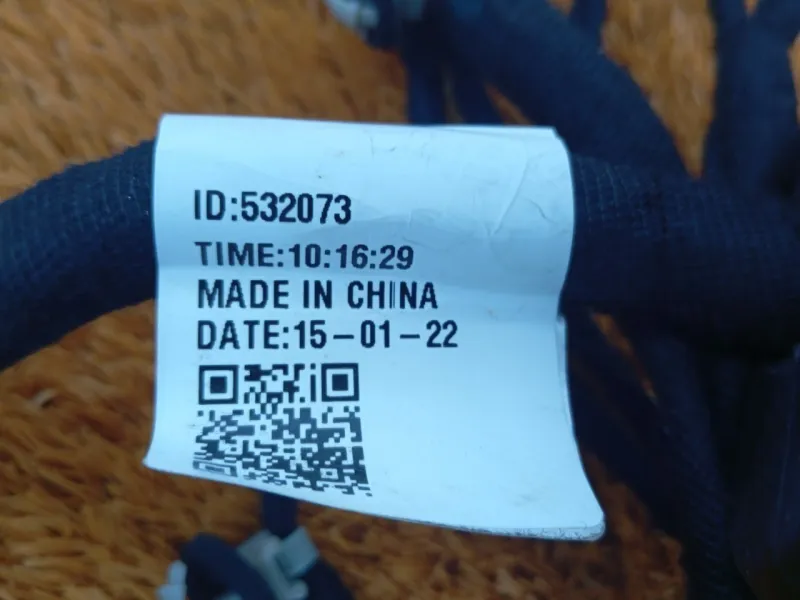 ID:532073
TIME:10:16:29
MADE IN CHINA
DATE:15-01-22